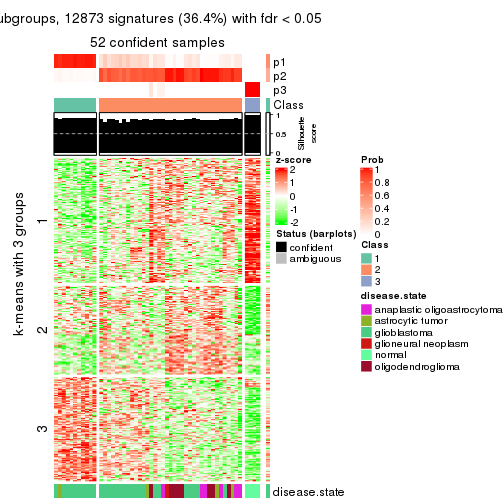 ubgroups, 12873 signatures (36.4%) with fdr < 0.05
52 confident samples
p1
p2
p3
Class
1
0.5
0
Silhouette
score
k-means with 3 groups
1
2
3
z-score
2
1
0
-1
-2
Status (barplots)
confident
ambiguous
Prob
1
0.8
0.6
0.4
0.2
0
Class
1
2
3
disease.state
anaplastic oligoastrocytoma
astrocytic tumor
glioblastoma
glioneural neoplasm
normal
oligodendroglioma
disease.state